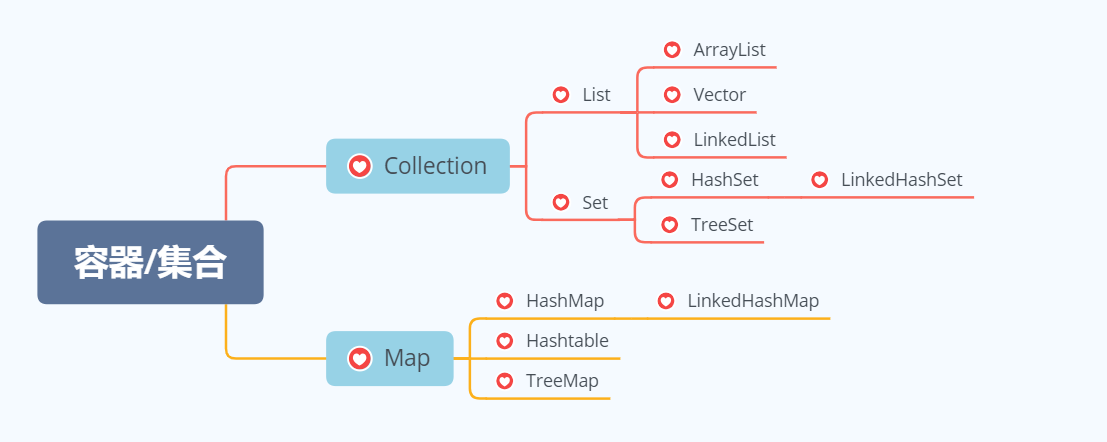 容器/集合
Collection
List
ArrayList
Vector
LinkedList
Set
HashSet
LinkedHashSet
TreeSet
Map
HashMap
LinkedHashMap
Hashtable
TreeMap